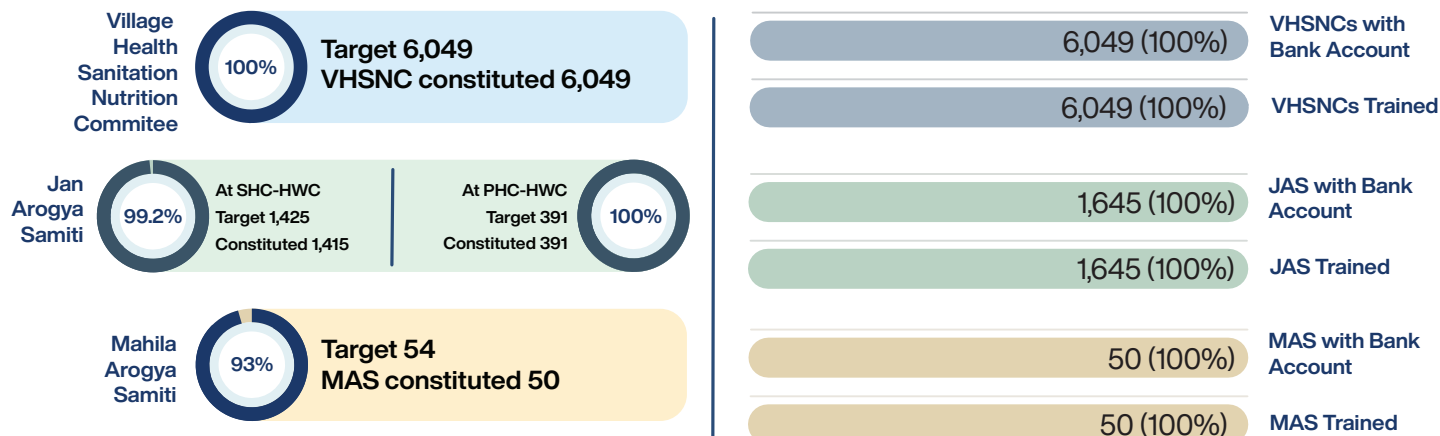 Village
Health
Sanitation
Nutrition
Commitee
100%
Target 6,049
VHSNC constituted 6,049
Jan
Arogya
Samiti
99.2%
At SHC-HWC
Target 1,425
Constituted 1,415
At PHC-HWC
Target 391
Constituted 391
100%
Mahila
Arogya
Samiti
93%
Target 54
MAS constituted 50
6,049 (100%)
VHSNCs with
Bank Account
6,049 (100%)
VHSNCs Trained
1,645 (100%)
JAS with Bank
Account
1,645 (100%)
JAS Trained
50 (100%)
MAS with Bank
Account
50 (100%)
MAS Trained